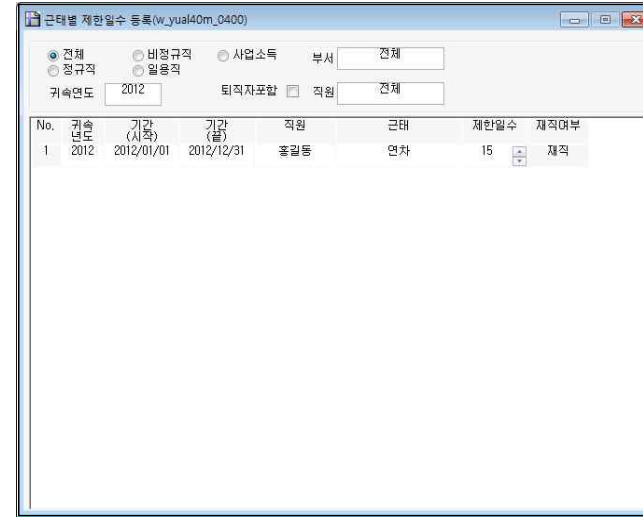 근태별 제한일수 등록(w_yual40m_0400)
전체 비정규직 사업소득 부서 전체
정규직 일용직
귀속연도 2012 퇴직자포함 직원 전체
No. 귀속년도 기간(시작) 기간(끝) 직원 근태 제한일수 재직여부
1 2012 2012/01/01 2012/12/31 홍길동 연차 15 재직